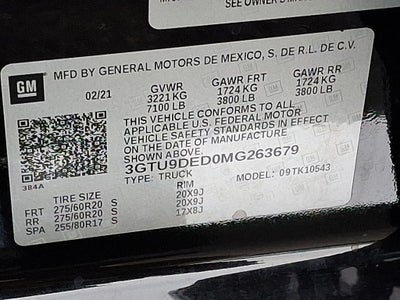 SEE OWNER'S M
MFD BY GENERAL MOTORS DE MEXICO, S. DE R.L. DE C.V.
GM
02/21 GVWR GAWR FRT GAWR RR
3221 KG 1724 KG 1724 KG
7100 LB 3800 LB 3800 LB
THIS VEHICLE CONFORMS TO ALL
APPLICABLE U.S. FEDERAL MOTOR
VEHICLE SAFETY STANDARDS IN EFFECT
ON THE DATE OF MANUFACTURE
3GTU9DED0MG263679
3B4A TYPE: TRUCK MODEL: 09TK10543
TIRE SIZE RIM
FRT 275/60R20 S 20X9J
RR 275/60R20 S 20X9J
SPA 255/80R17 S 17X8J